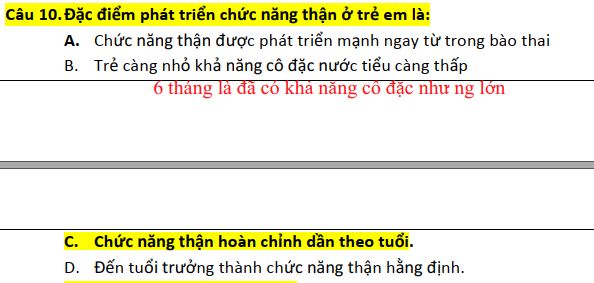 Câu 10. Đặc điểm phát triển chức năng thận ở trẻ em là:
A. Chức năng thận được phát triển mạnh ngay từ trong bào thai
B. Trẻ càng nhỏ khả năng cô đặc nước tiểu càng thấp
6 tháng là đã có khả năng cô đặc như ng lớn
C. Chức năng thận hoàn chỉnh dần theo tuổi.
D. Đến tuổi trưởng thành chức năng thận hằng định.